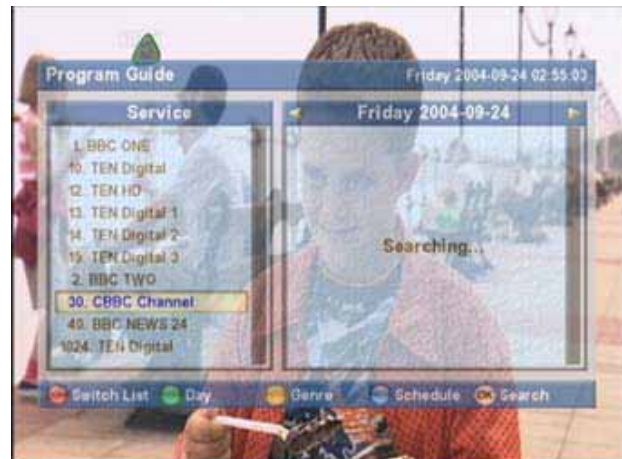 Program Guide
Friday 2004-09-24 02:55:03
Service
Friday 2004-09-24
1. BBC ONE
10. TEN Digital
12. TEN HD
13. TEN Digital 1
14. TEN Digital 2
15. TEN Digital 3
2. BBC TWO
30. CBBC Channel
40. BBC NEWS 24
1024. TEN Digital
Searching...
Switch List
Day
Genre
Schedule
OK Search